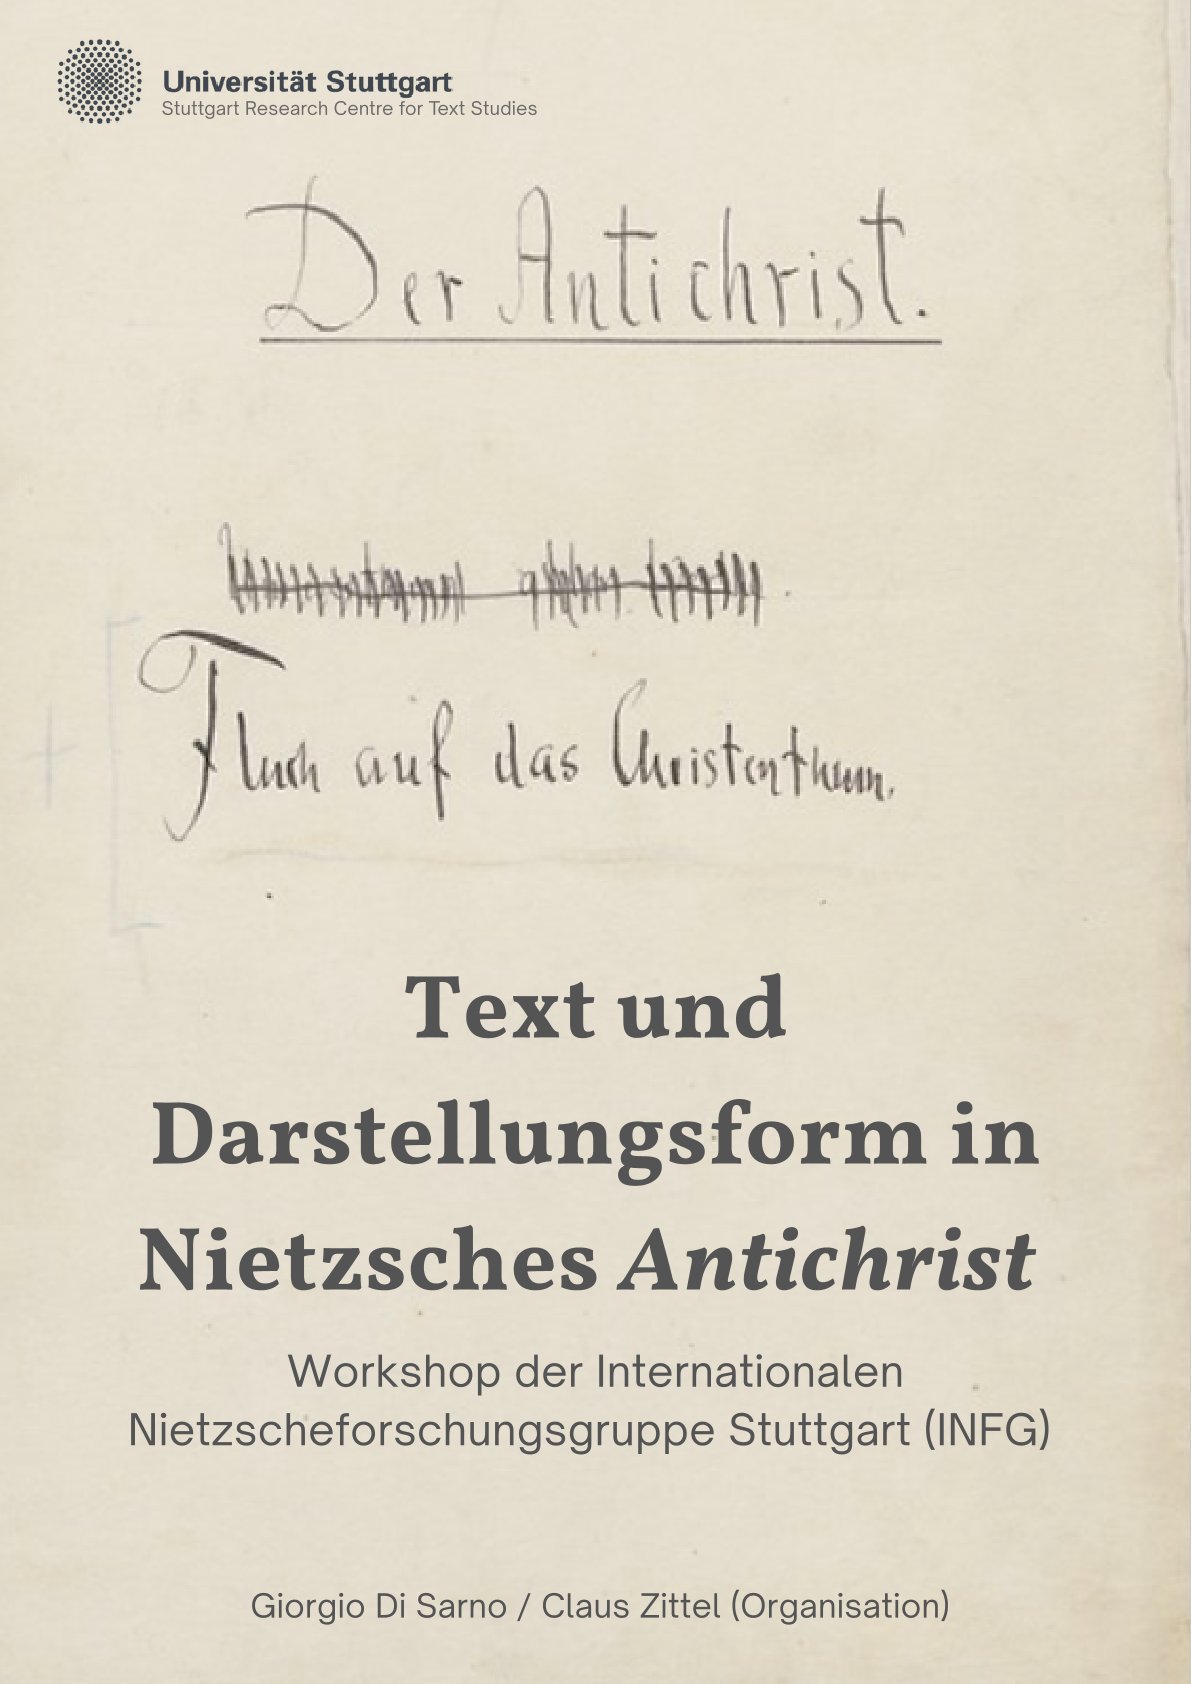 Universität Stuttgart
Stuttgart Research Centre for Text Studies
Der Antichrist.
Fluch auf das Christenthum.
Text und
Darstellungsform in
Nietzsches Antichrist
Workshop der Internationalen
Nietzscheforschungsgruppe Stuttgart (INFG)
Giorgio Di Sarno / Claus Zittel (Organisation)